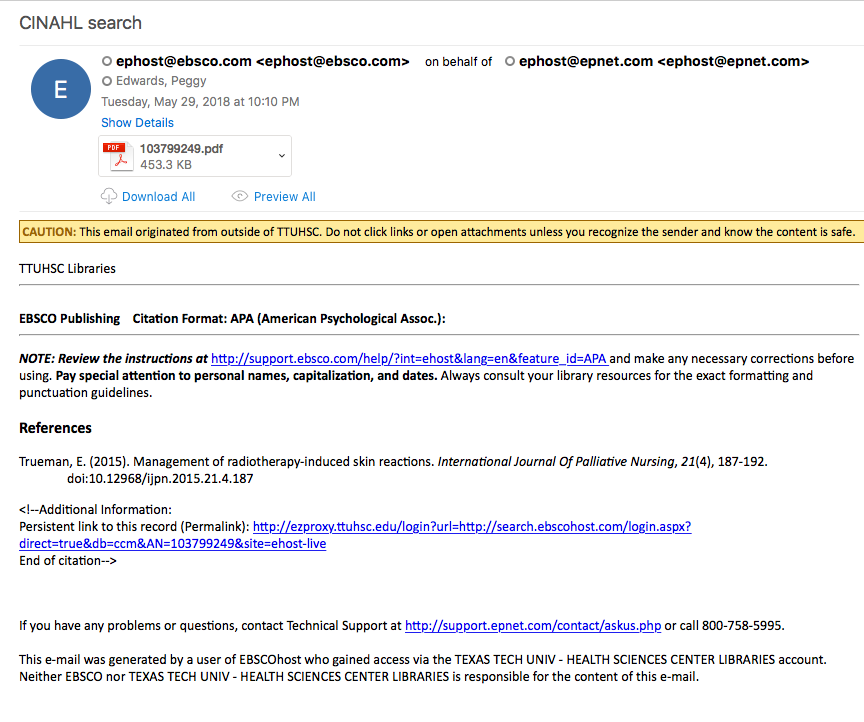 CINAHL search
E
ephost@ebsco.com <ephost@ebsco.com> on behalf of ephost@epnet.com <ephost@epnet.com>
Edwards, Peggy
Tuesday, May 29, 2018 at 10:10 PM
Show Details
PDF
103799249.pdf
453.3 KB
Download All Preview All
CAUTION: This email originated from outside of TTUHSC. Do not click links or open attachments unless you recognize the sender and know the content is safe.
TTUHSC Libraries
EBSCO Publishing Citation Format: APA (American Psychological Assoc.):
NOTE: Review the instructions at http://support.ebsco.com/help/?int=ehost&lang=en&feature_id=APA and make any necessary corrections before
using. Pay special attention to personal names, capitalization, and dates. Always consult your library resources for the exact formatting and
punctuation guidelines.
References
Trueman, E. (2015). Management of radiotherapy-induced skin reactions. International Journal Of Palliative Nursing, 21(4), 187-192.
doi:10.12968/ijpn.2015.21.4.187
<!--Additional Information:
Persistent link to this record (Permalink): http://ezproxy.ttuhsc.edu/login?url=http://search.ebscohost.com/login.aspx?
direct=true&db=ccm&AN=103799249&site=ehost-live
End of citation-->
If you have any problems or questions, contact Technical Support at http://support.epnet.com/contact/askus.php or call 800-758-5995.
This e-mail was generated by a user of EBSCOhost who gained access via the TEXAS TECH UNIV - HEALTH SCIENCES CENTER LIBRARIES account.
Neither EBSCO nor TEXAS TECH UNIV - HEALTH SCIENCES CENTER LIBRARIES is responsible for the content of this e-mail.